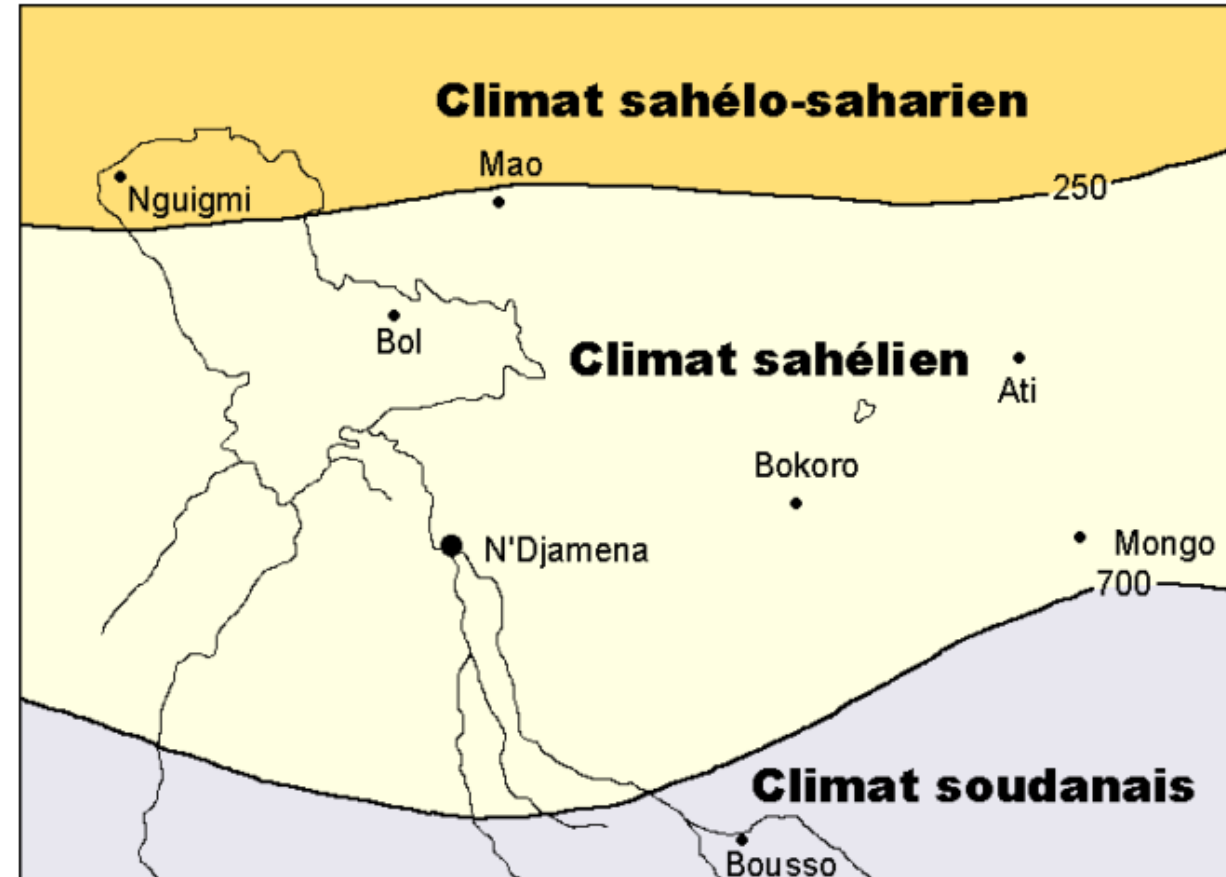 Climat sahélo-saharien
Mao
Nguigmi
250
Bol
Climat sahélien
Ati
Bokoro
N'Djamena
Mongo
700
Climat soudanais
Bousso